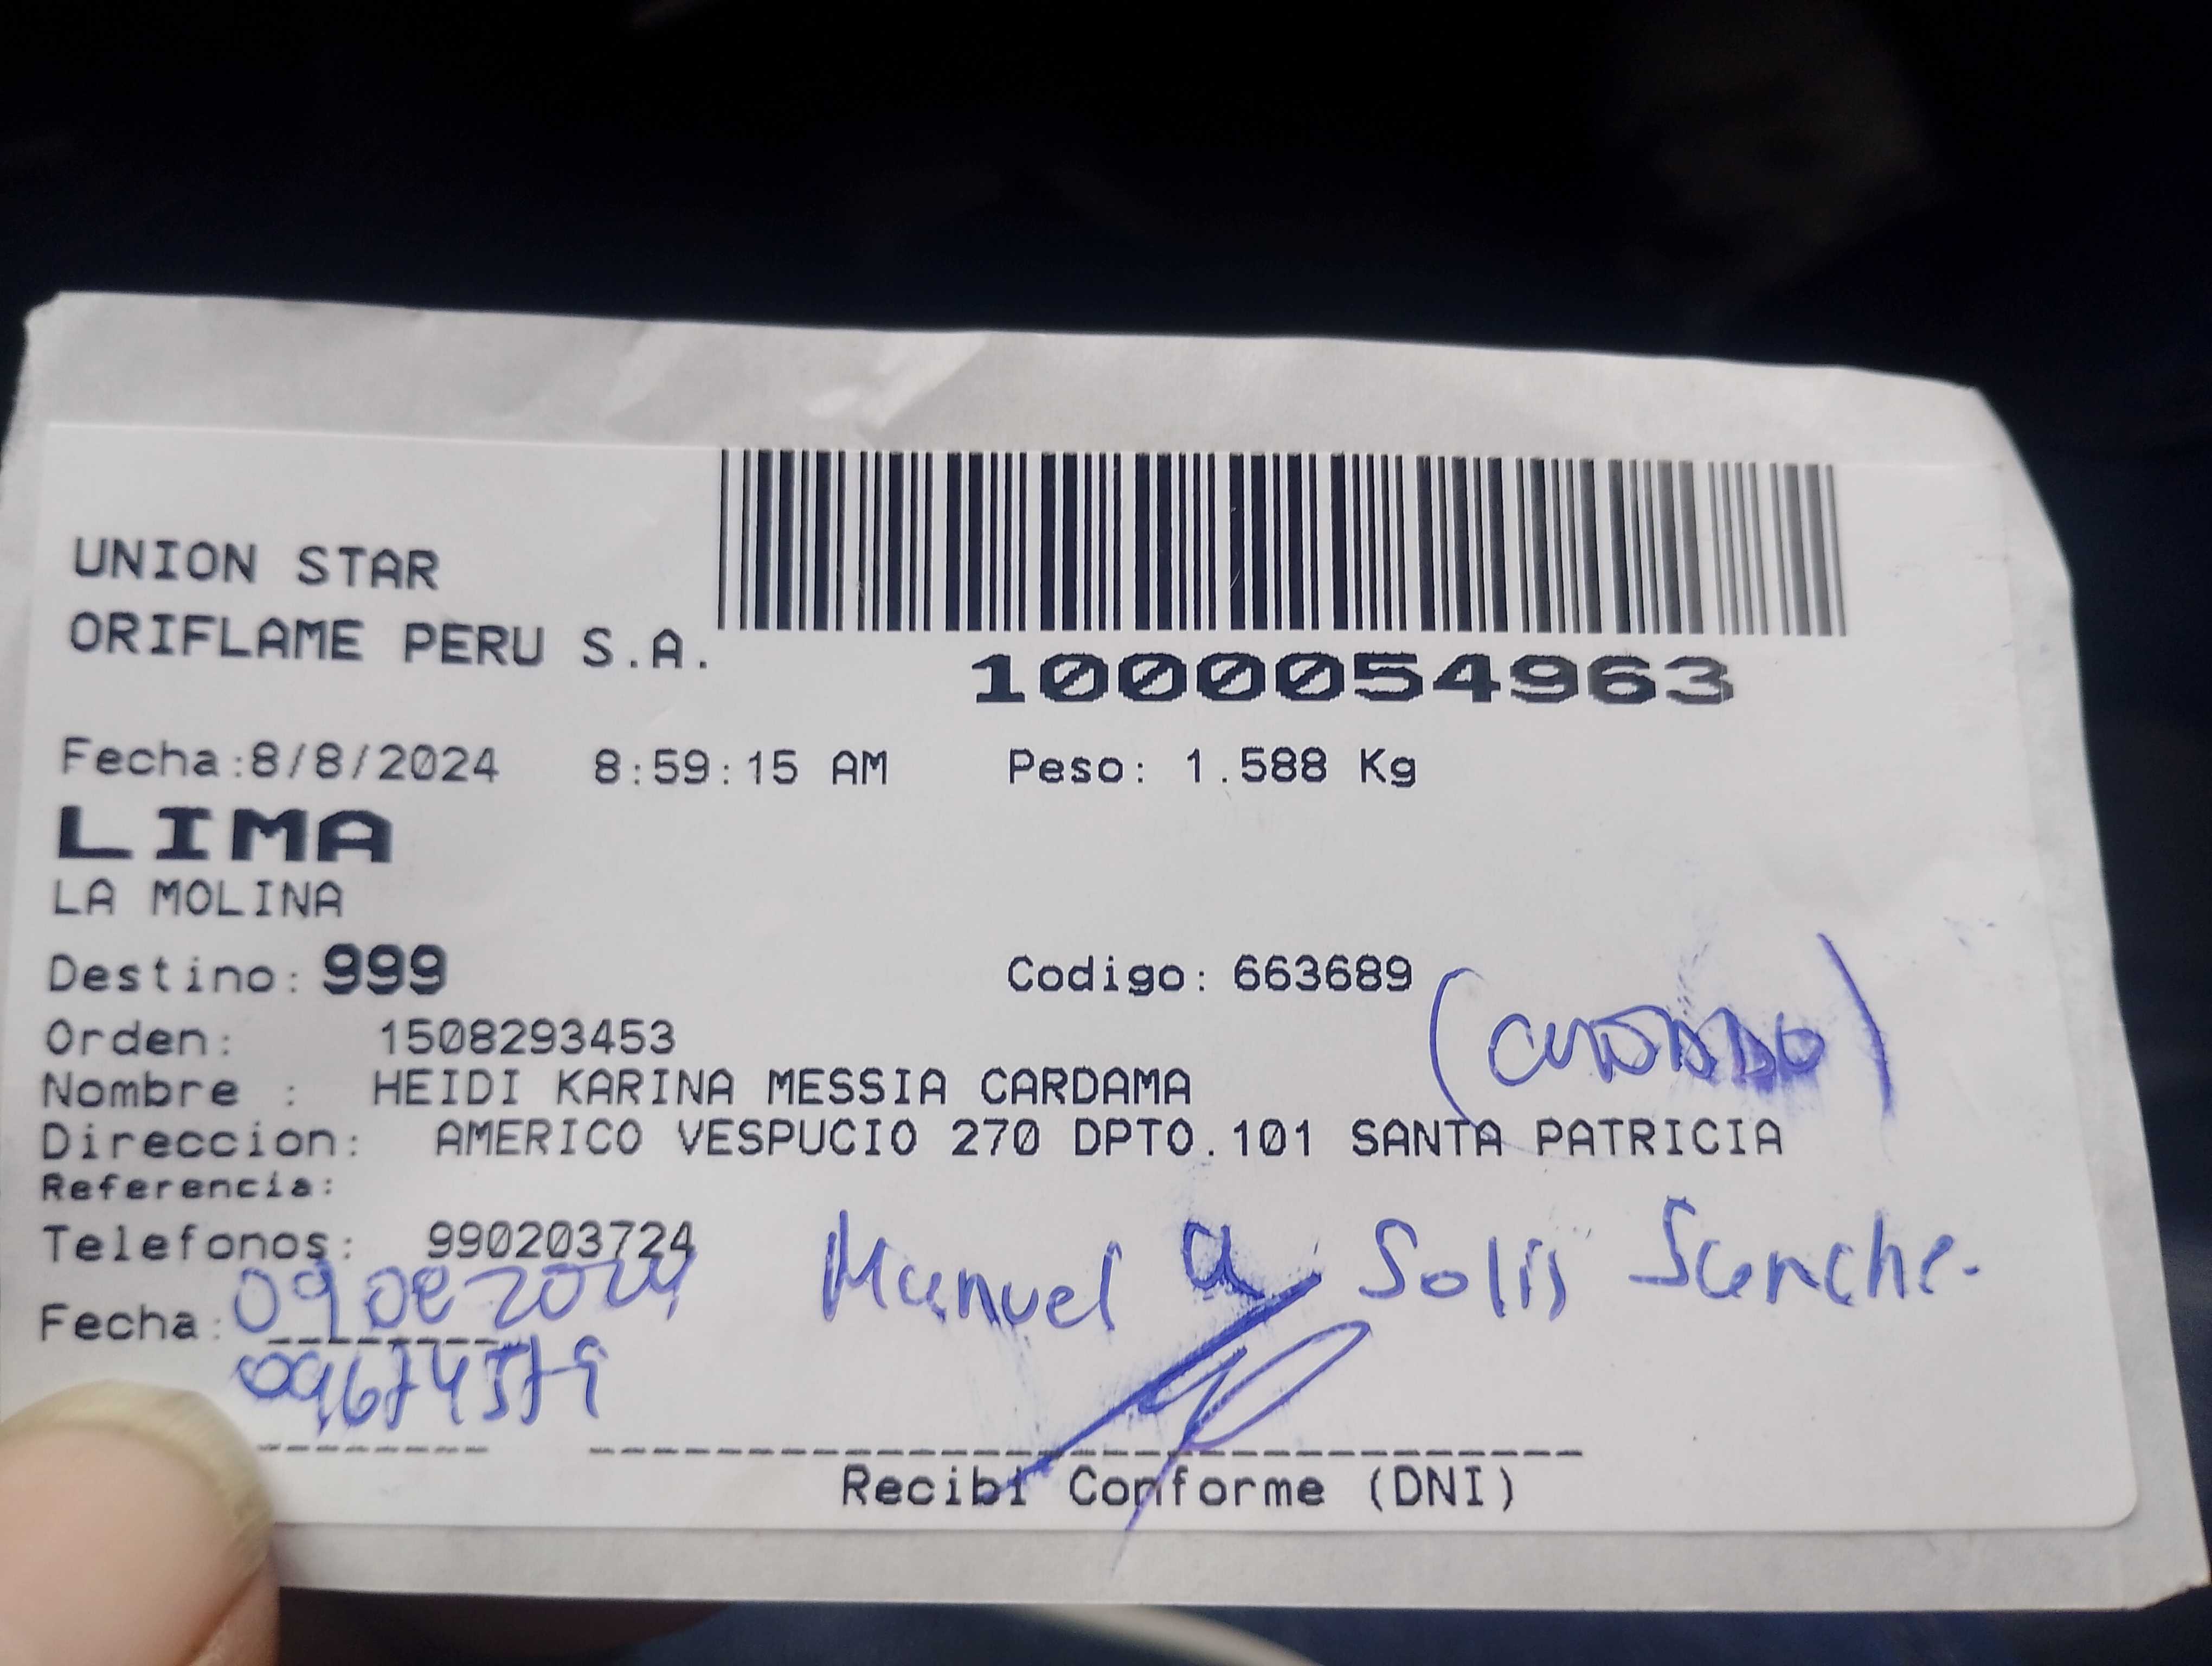 UNION STAR
ORIFLAME PERU S.A.
1000054963
Fecha:8/8/2024 8:59:15 AM Peso: 1.588 Kg
LIMA
LA MOLINA
Destino: 999 Codigo: 663689
Orden: 1508293453
Nombre : HEIDI KARINA MESSIA CARDAMA
Direccion: AMERICO VESPUCIO 270 DPTO.101 SANTA PATRICIA
Referencia:
Telefonos: 990203724
Manuel a Solis Sanche.
Fecha: 09 08 2024
09674579
Recibi Conforme (DNI)